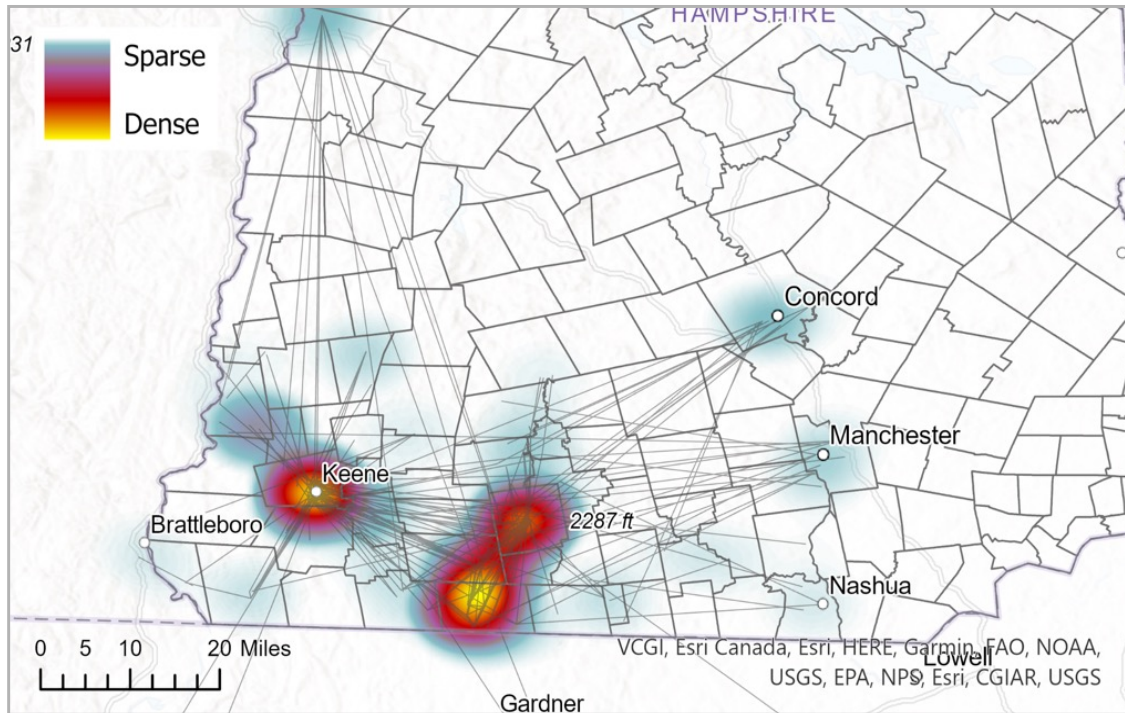 HAMPSHIRE
31
Sparse
Dense
Concord
Manchester
Keene
2287 ft
Brattleboro
Nashua
0 5 10 20 Miles
VCGI, Esri Canada, Esri, HERE, Garmin, FAO, NOAA,
Lowell
USGS, EPA, NPS, Esri, CGIAR, USGS
Gardner